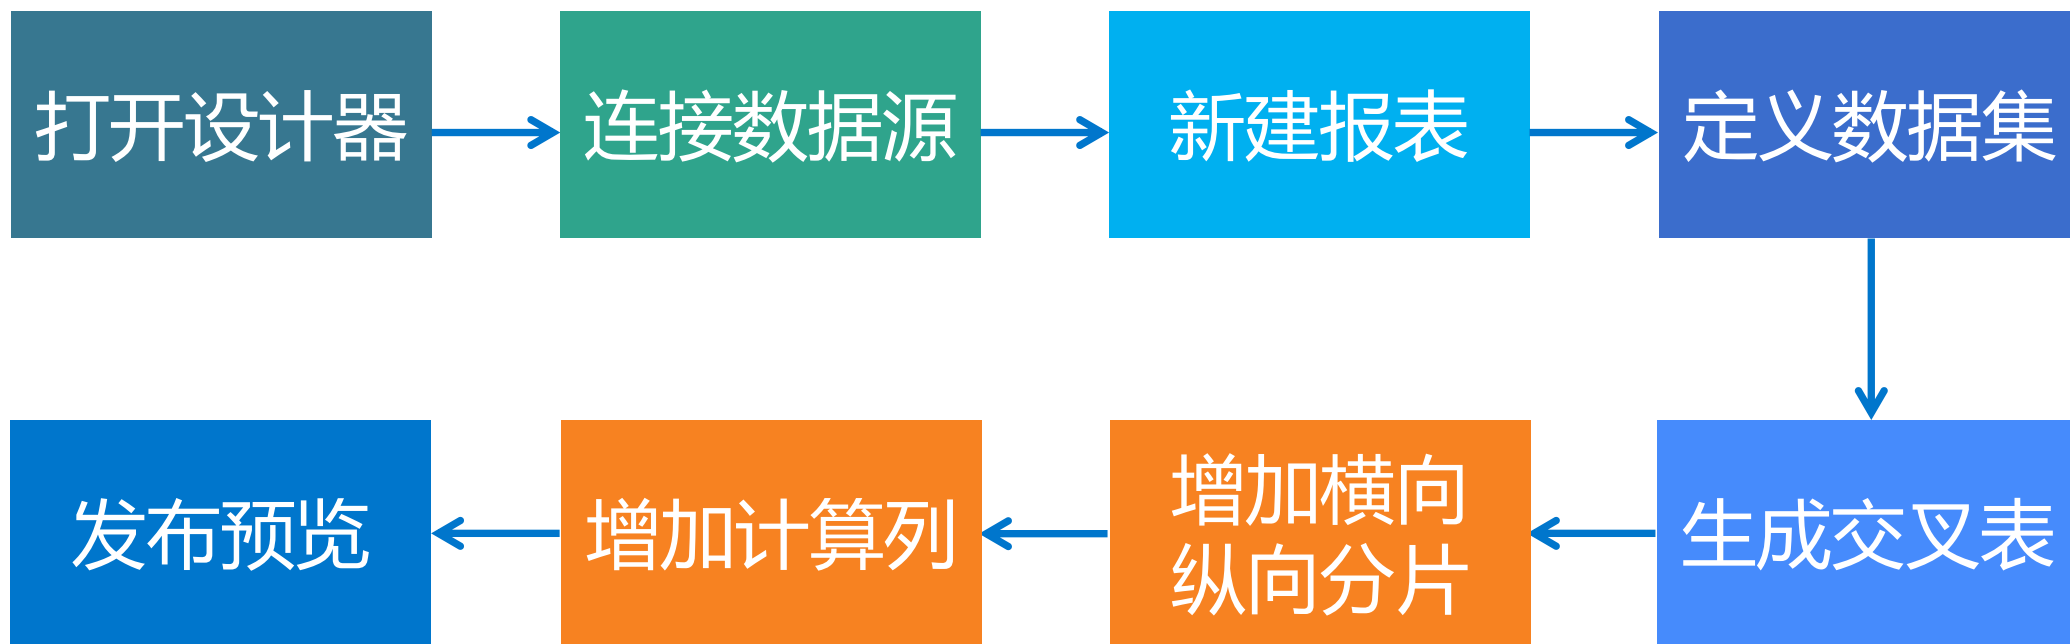 打开设计器
连接数据源
新建报表
定义数据集
生成交叉表
增加横向
纵向分片
增加计算列
发布预览